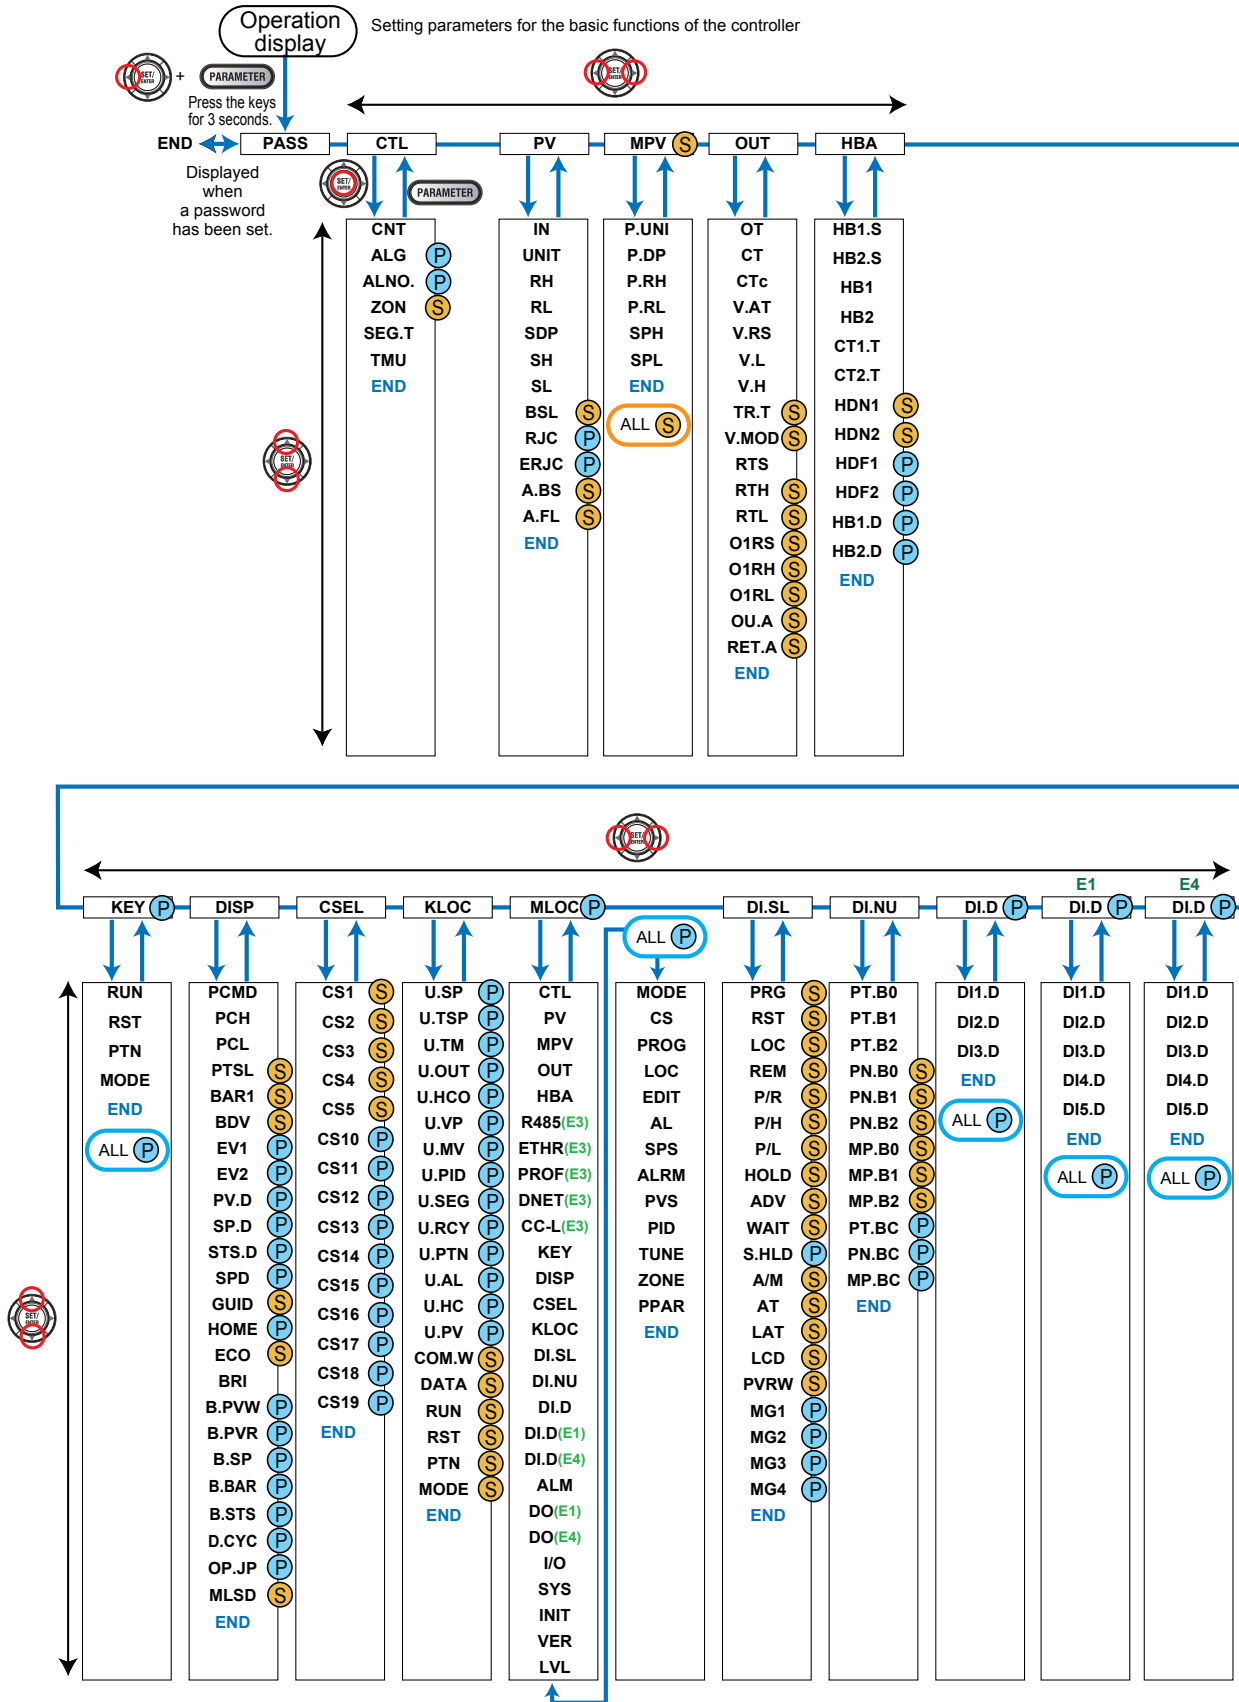 Operation
display
Setting parameters for the basic functions of the controller
SET/
ENTER
+
PARAMETER
SET/
ENTER
Press the keys
for 3 seconds.
END
PASS
CTL
PV
MPV S
OUT
HBA
Displayed
when
a password
has been set.
SET/
ENTER
PARAMETER
SET/
ENTER
CNT
ALG P
ALNO. P
ZON S
SEG.T
TMU
END
IN
UNIT
RH
RL
SDP
SH
SL
BSL S
RJC P
ERJC P
A.BS S
A.FL S
END
P.UNI
P.DP
P.RH
P.RL
SPH
SPL
END
ALL S
OT
CT
CTc
V.AT
V.RS
V.L
V.H
TR.T S
V.MOD S
RTS
RTH S
RTL S
O1RS S
O1RH S
O1RL S
OU.A S
RET.A S
END
HB1.S
HB2.S
HB1
HB2
CT1.T
CT2.T
HDN1 S
HDN2 S
HDF1 P
HDF2 P
HB1.D P
HB2.D P
END
SET/
ENTER
E1
E4
KEY P
DISP
CSEL
KLOC
MLOC P
DI.SL
DI.NU
DI.D P
DI.D P
DI.D P
SET/
ENTER
RUN
RST
PTN
MODE
END
ALL P
PCMD
PCH
PCL
PTSL S
BAR1 S
BDV S
EV1 P
EV2 P
PV.D P
SP.D P
STS.D P
SPD P
GUID S
HOME P
ECO S
BRI
B.PVW P
B.PVR P
B.SP P
B.BAR P
B.STS P
D.CYC P
OP.JP P
MLSD S
END
CS1 S
CS2 S
CS3 S
CS4 S
CS5 S
CS10 P
CS11 P
CS12 P
CS13 P
CS14 P
CS15 P
CS16 P
CS17 P
CS18 P
CS19 P
END
U.SP P
U.TSP P
U.TM P
U.OUT P
U.HCO P
U.VP P
U.MV P
U.PID P
U.SEG P
U.RCY P
U.PTN P
U.AL P
U.HC P
U.PV P
COM.W S
DATA S
RUN S
RST S
PTN S
MODE S
END
CTL
PV
MPV
OUT
HBA
R485(E3)
ETHR(E3)
PROF(E3)
DNET(E3)
CC-L(E3)
KEY
DISP
CSEL
KLOC
DI.SL
DI.NU
DI.D
DI.D(E1)
DI.D(E4)
ALM
DO(E1)
DO(E4)
I/O
SYS
INIT
VER
LVL
ALL P
MODE
CS
PROG
LOC
EDIT
AL
SPS
ALRM
PVS
PID
TUNE
ZONE
PPAR
END
PRG S
RST S
LOC S
REM S
P/R S
P/H S
P/L S
HOLD S
ADV S
WAIT S
S.HLD P
A/M S
AT S
LAT S
LCD S
PVRW S
MG1 P
MG2 P
MG3 P
MG4 P
END
PT.B0
PT.B1
PT.B2
PN.B0 S
PN.B1 S
PN.B2 S
MP.B0 S
MP.B1 S
MP.B2 S
PT.BC P
PN.BC P
MP.BC P
END
DI1.D
DI2.D
DI3.D
END
ALL P
DI1.D
DI2.D
DI3.D
DI4.D
DI5.D
END
ALL P
DI1.D
DI2.D
DI3.D
DI4.D
DI5.D
END
ALL P